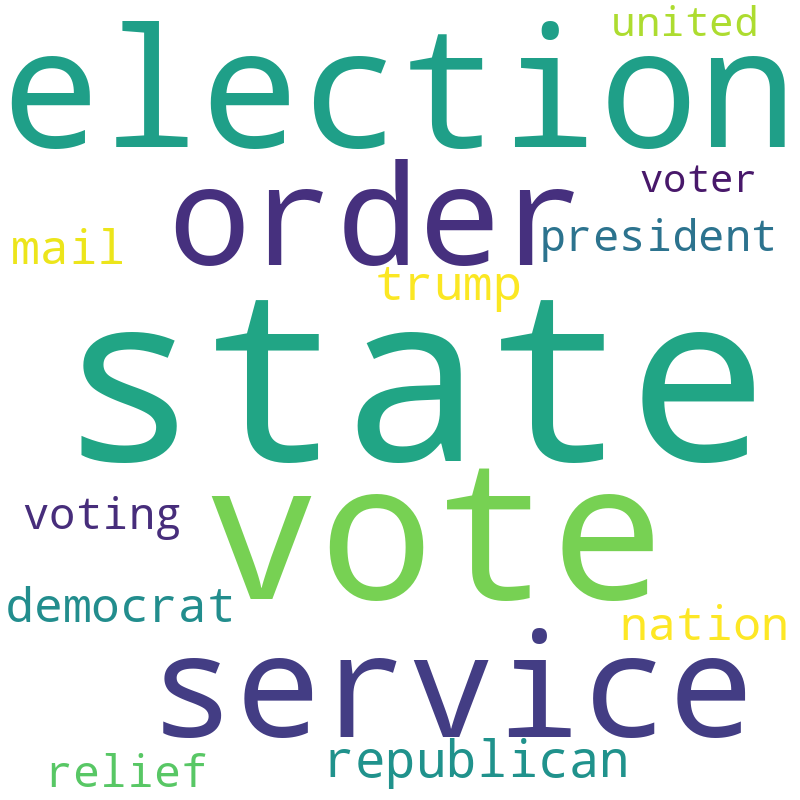 united
election
order
voter
president
mail
trump
state
vote
voting
democrat
nation
service
republican
relief